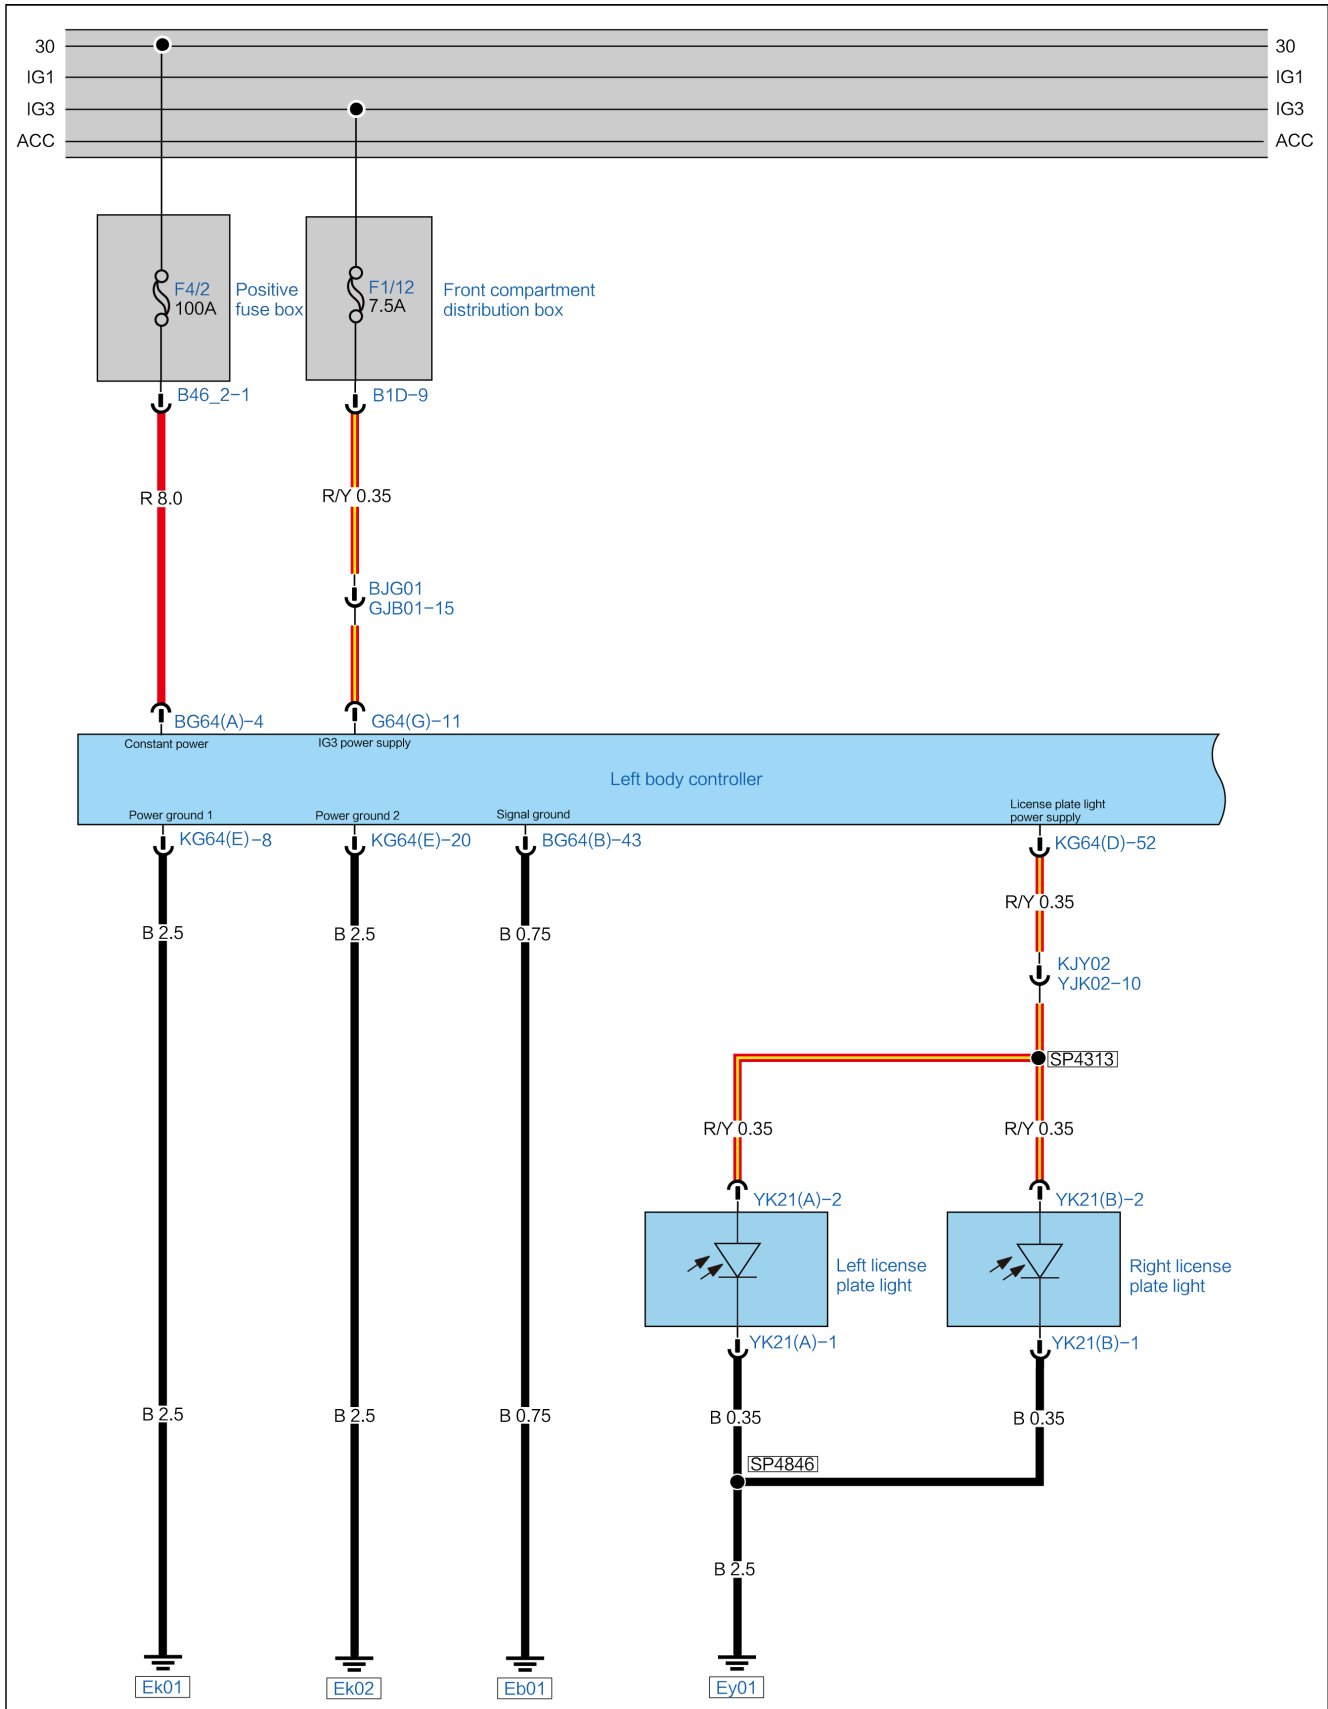 30
30
IG1
IG1
IG3
IG3
ACC
ACC
F4/2
100A
Positive
fuse box
F1/12
7.5A
Front compartment
distribution box
B46_2-1
B1D-9
R 8.0
R/Y 0.35
BJG01
GJB01-15
BG64(A)-4
G64(G)-11
Constant power
IG3 power supply
Left body controller
Power ground 1
Power ground 2
Signal ground
License plate light
power supply
KG64(E)-8
KG64(E)-20
BG64(B)-43
KG64(D)-52
R/Y 0.35
B 2.5
B 2.5
B 0.75
KJY02
YJK02-10
SP4313
R/Y 0.35
R/Y 0.35
YK21(A)-2
YK21(B)-2
Left license
plate light
Right license
plate light
YK21(A)-1
YK21(B)-1
B 2.5
B 2.5
B 0.75
B 0.35
B 0.35
SP4846
B 2.5
Ek01
Ek02
Eb01
Ey01